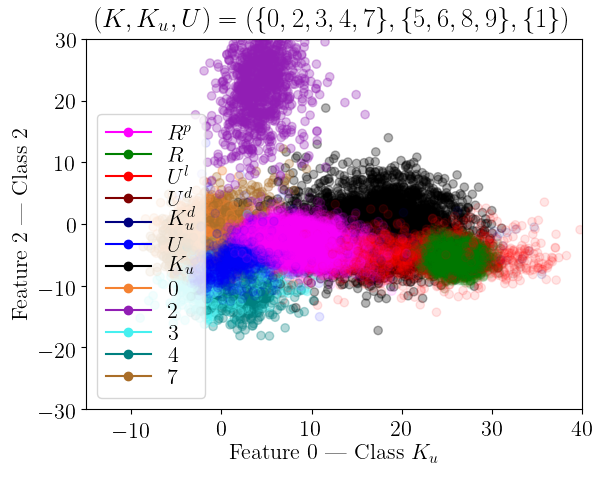 (K, K_u, U) = ({0, 2, 3, 4, 7}, {5, 6, 8, 9}, {1})
30
20
10
0
−10
−20
−30
Feature 2 — Class 2
R^p
R
U^l
U^d
K_u^d
U
K_u
0
2
3
4
7
−10
0
10
20
30
40
Feature 0 — Class K_u